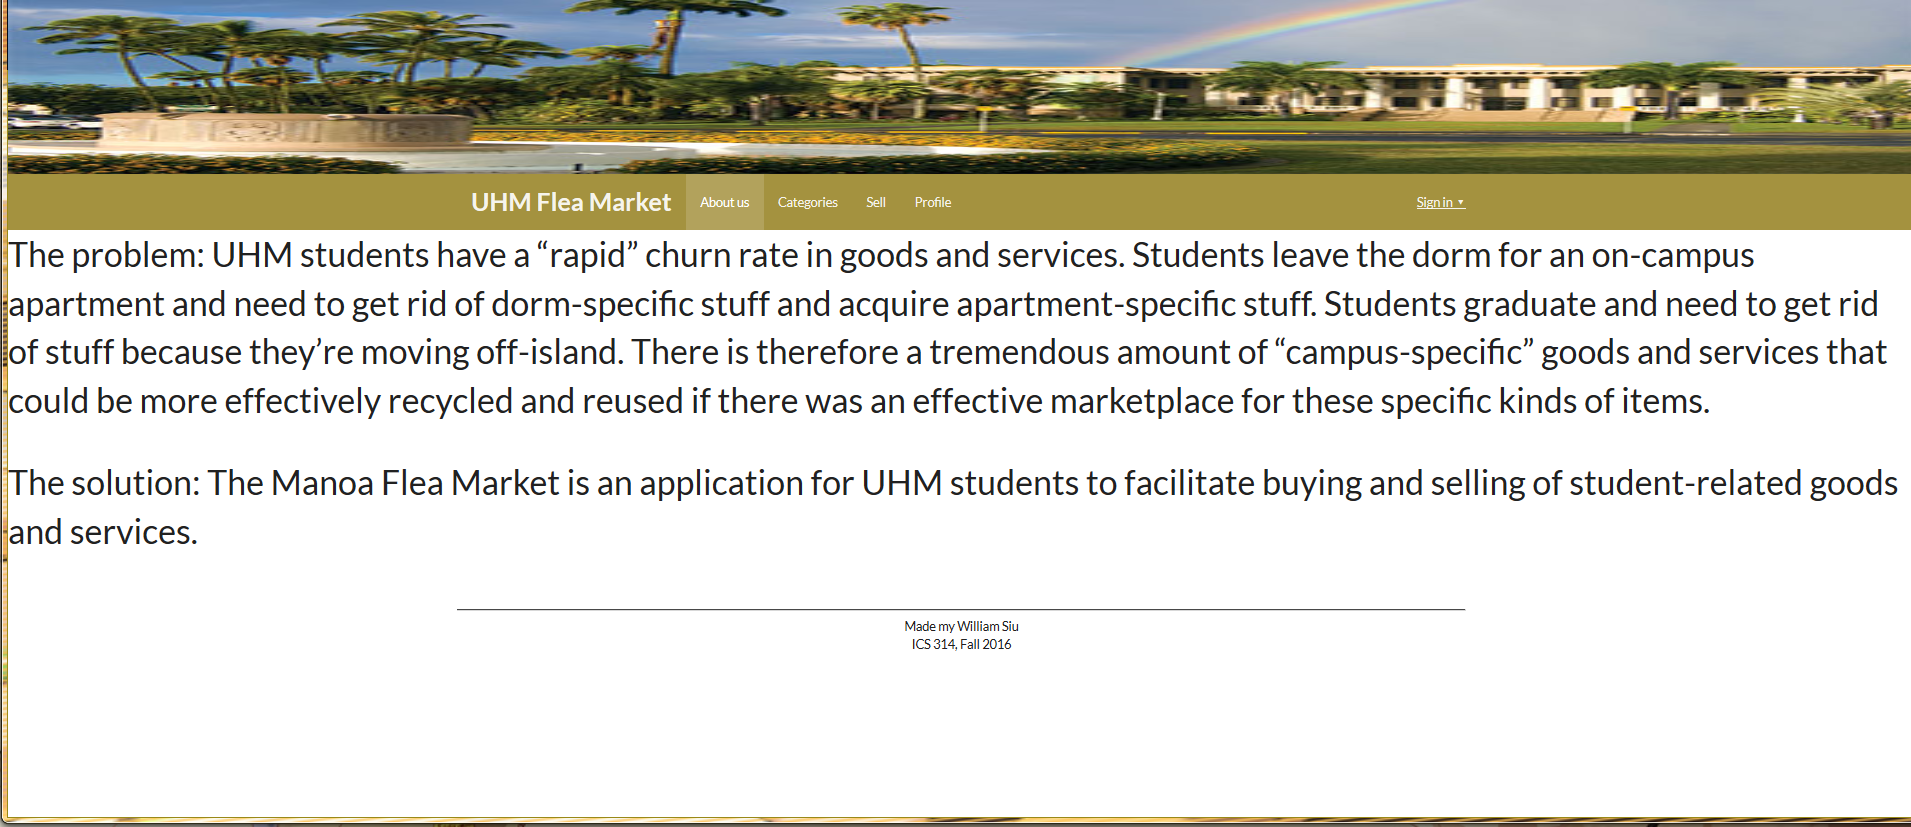 UHM Flea Market About us Categories Sell Profile Sign in
The problem: UHM students have a “rapid” churn rate in goods and services. Students leave the dorm for an on-campus
apartment and need to get rid of dorm-specific stuff and acquire apartment-specific stuff. Students graduate and need to get rid
of stuff because they’re moving off-island. There is therefore a tremendous amount of “campus-specific” goods and services that
could be more effectively recycled and reused if there was an effective marketplace for these specific kinds of items.
The solution: The Manoa Flea Market is an application for UHM students to facilitate buying and selling of student-related goods
and services.
Made my William Siu
ICS 314, Fall 2016